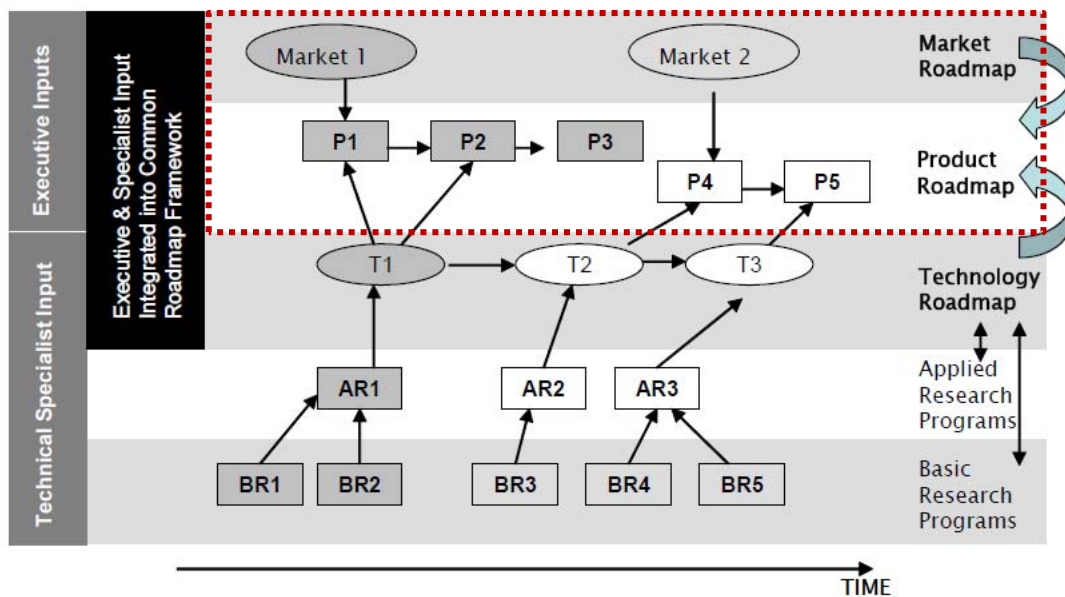 Executive Inputs
Technical Specialist Input
Executive & Specialist Input
Integrated into Common
Roadmap Framework
Market 1
Market 2
Market
Roadmap
P1
P2
P3
P4
P5
Product
Roadmap
T1
T2
T3
Technology
Roadmap
AR1
AR2
AR3
Applied
Research
Programs
BR1
BR2
BR3
BR4
BR5
Basic
Research
Programs
TIME